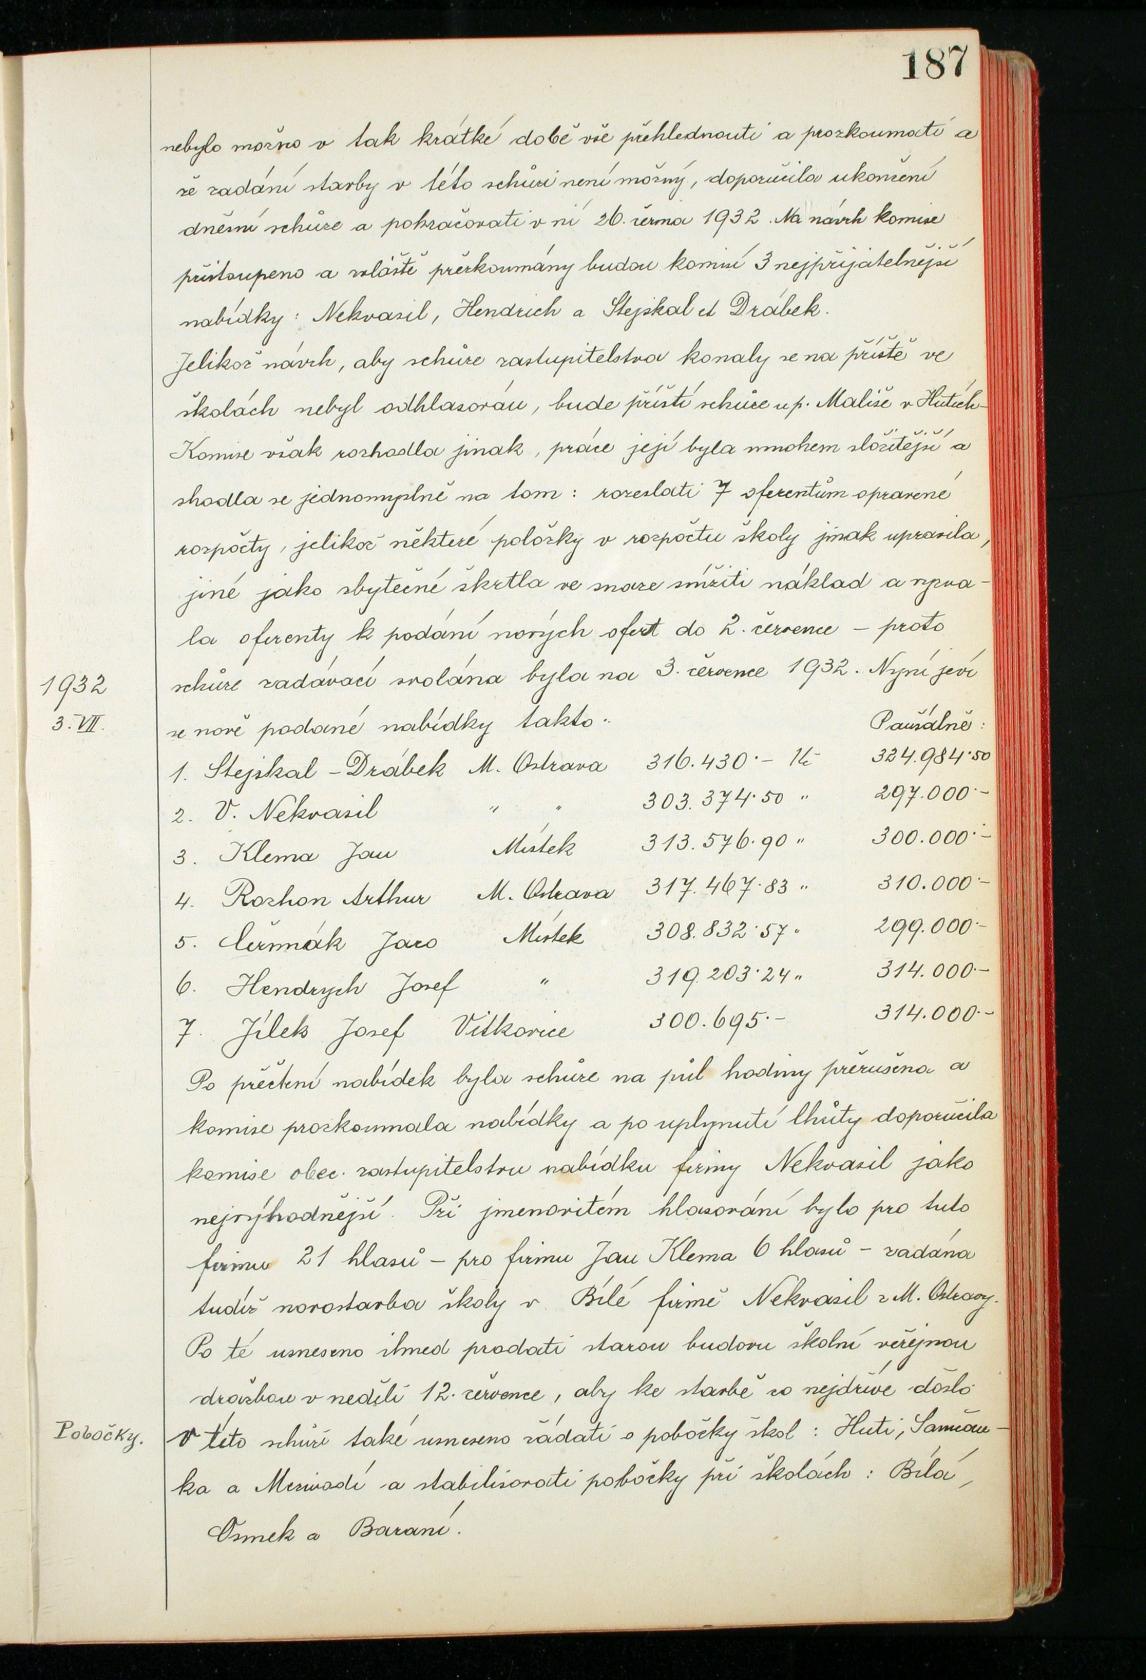 187
nebylo možno v tak krátké době vše přehlednouti a prozkoumati a
že zadání stavby v této schůzi není možný, doporučila ukončení
dnešní schůze a pokračovati v ní 26. června 1932. Na návrh komise
přistoupeno a zvláště přezkoumány budou komisí 3 nejpřijatelnější
nabídky: Nekvasil, Hendrich a Stejskal et Drábek.
Jelikož návrh, aby schůze zastupitelstva konaly se na příště ve
školách nebyl odhlasován, bude příští schůze u p. Mališe v Hutích.
Komise však rozhodla jinak, práce její byla mnohem složitější a
shodla se jednomyslně na tom: rozeslati 7 oferentům opravené
rozpočty, jelikož některé položky v rozpočtu školy jinak upravila,
jiné jako zbytečné škrtla ve snaze snížiti náklad a vyzva-
la oferenty k podání nových ofert do 2. července – proto
1932 schůze zadávací svolána byla na 3. července 1932. Nyní jeví
3. VII. se nově podané nabídky takto: Paušálně:
1. Stejskal – Drábek M. Ostrava 316.430·– Kč 324.984·50
2. V. Nekvasil " " 303.374·50 " 297.000·–
3. Klema Jan Místek 313.576·90 " 300.000·–
4. Rozhon Arthur M. Ostrava 317.467·83 " 310.000·–
5. Čermák Jaro Místek 308.832·57 " 299.000·–
6. Hendrych Josef " 319.203·24 " 314.000·–
7. Jílek Josef Vítkovice 300.695·– 314.000·–
Po přečtení nabídek byla schůze na půl hodiny přerušena a
komise prozkoumala nabídky a po uplynutí lhůty doporučila
komise obec. zastupitelstvu nabídku firmy Nekvasil jako
nejvýhodnější. Při jmenovitém hlasování bylo pro tuto
firmu 21 hlasů – pro firmu Jan Klema 6 hlasů – zadána
tudíž novostavba školy v Bílé firmě Nekvasil z M. Ostravy.
Po té usneseno ihned prodati starou budovu školní veřejnou
dražbou v neděli 12. července, aby ke stavbě co nejdříve došlo.
Pobočky. V této schůzi také usneseno žádati o pobočky škol: Huti, Samčan-
ka a Mezivodí a stabilisovati pobočky při školách: Bílá,
Osmek a Baraní.